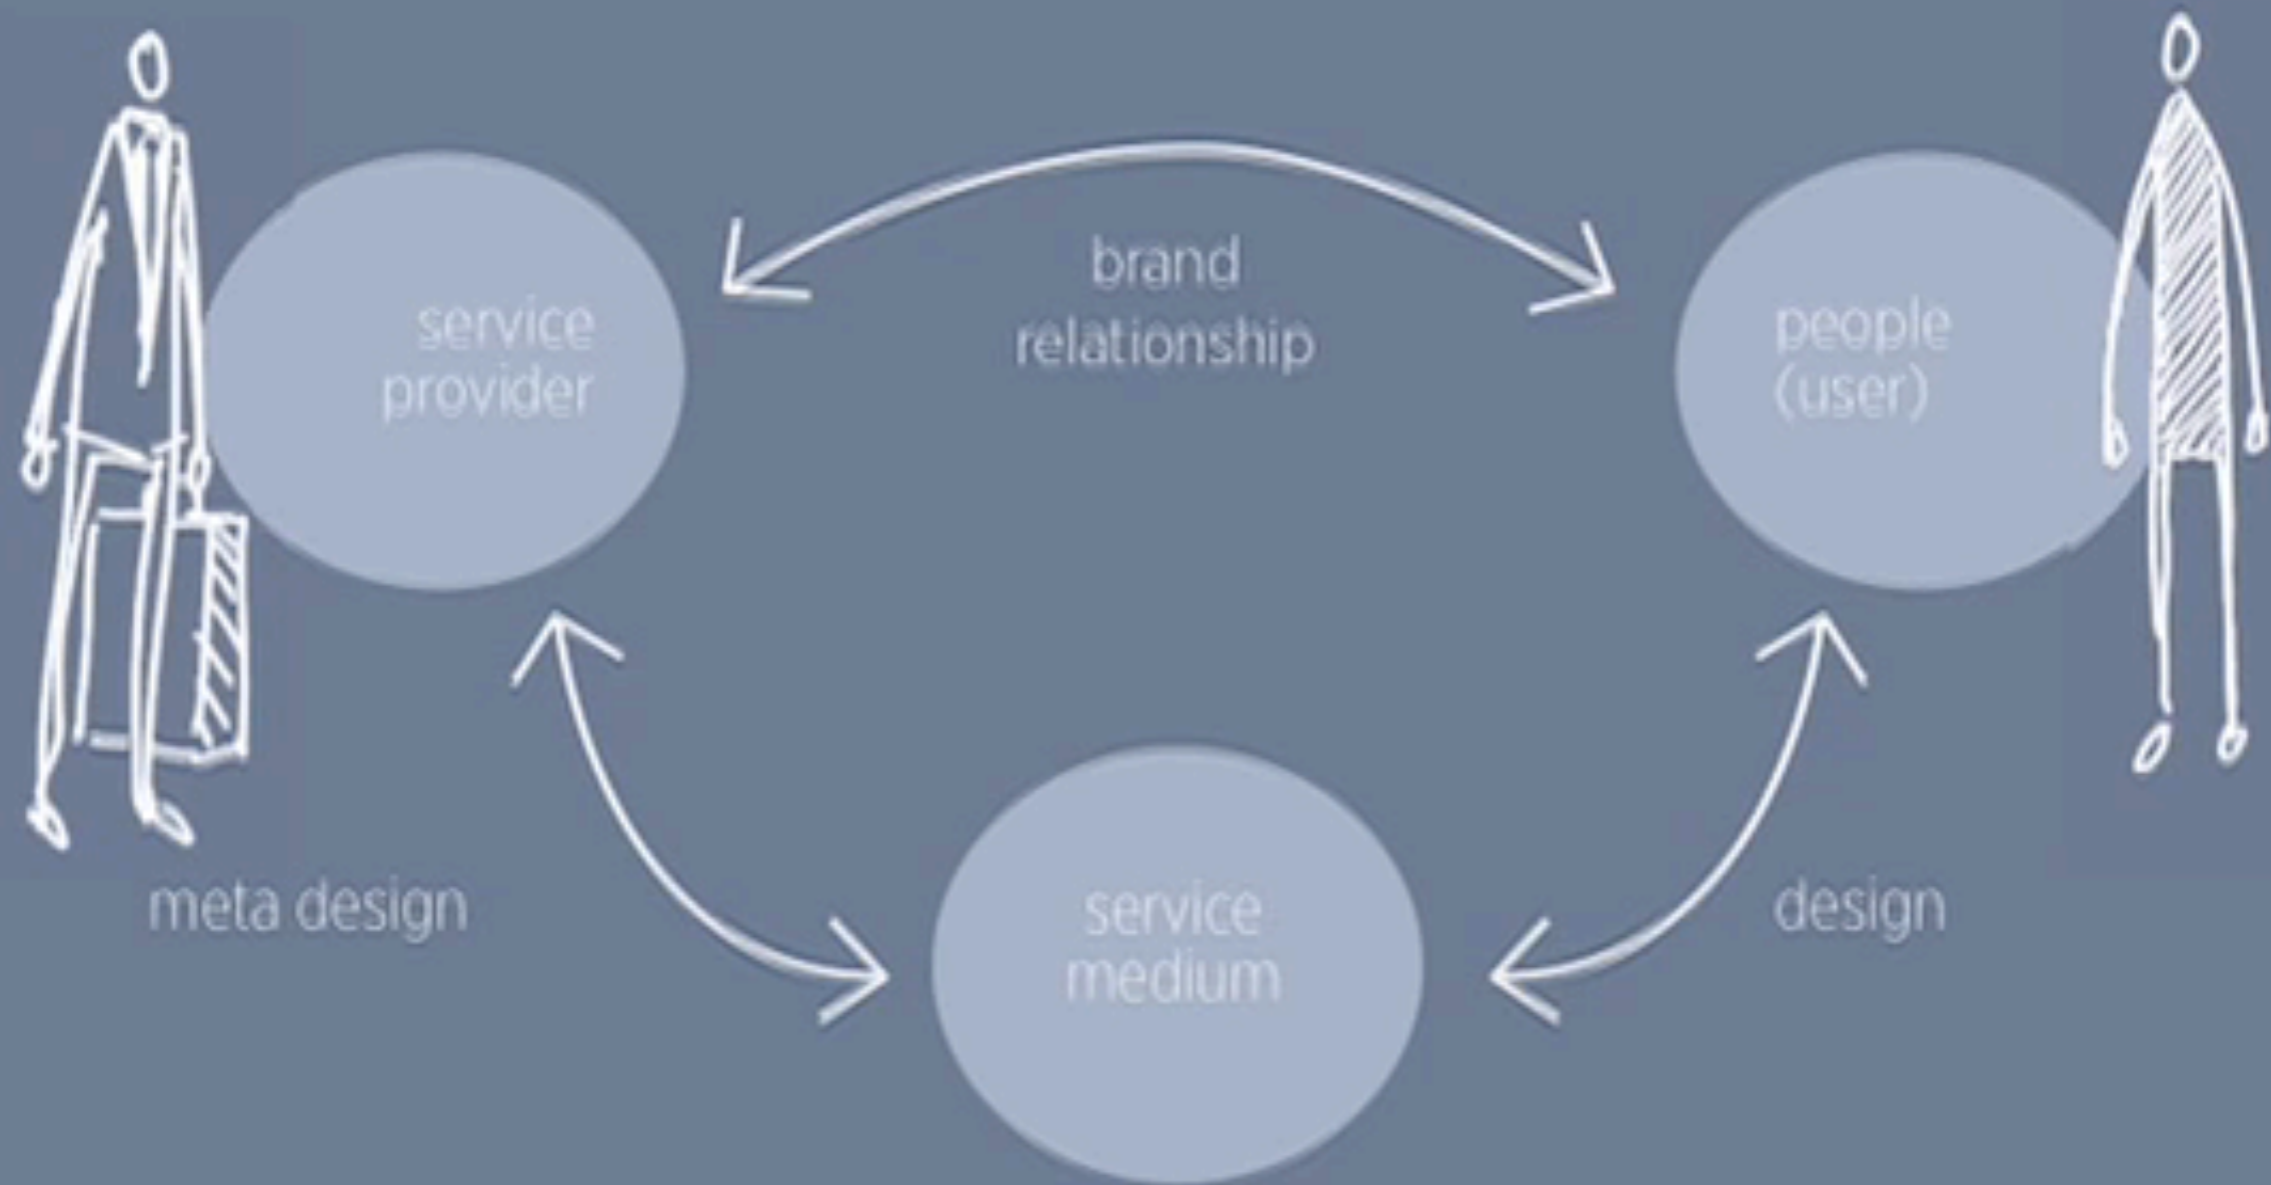 service
provider
brand
relationship
people
(user)
meta design
service
medium
design